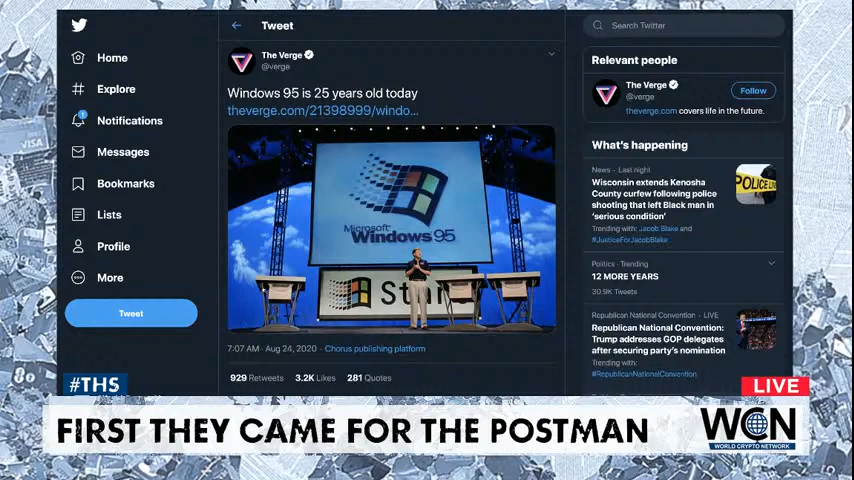 Home
Explore
1
Notifications
Messages
Bookmarks
Lists
Profile
More
Tweet
Tweet
The Verge
@verge
Windows 95 is 25 years old today
theverge.com/21398999/windo...
Microsoft
Windows 95
Start
7:07 AM · Aug 24, 2020 · Chorus publishing platform
929 Retweets 3.2K Likes 281 Quotes
Search Twitter
Relevant people
The Verge
@verge
Follow
theverge.com covers life in the future.
What's happening
News · Last night
Wisconsin extends Kenosha
County curfew following police
shooting that left Black man in
'serious condition'
Trending with: Jacob Blake and
#JusticeForJacobBlake
POLICE
Politics · Trending
12 MORE YEARS
30.9K Tweets
Republican National Convention · LIVE
Republican National Convention:
Trump addresses GOP delegates
after securing party's nomination
Trending with:
#RepublicanNationalConvention
VISA
#THS
LIVE
FIRST THEY CAME FOR THE POSTMAN
WCN
WORLD CRYPTO NETWORK